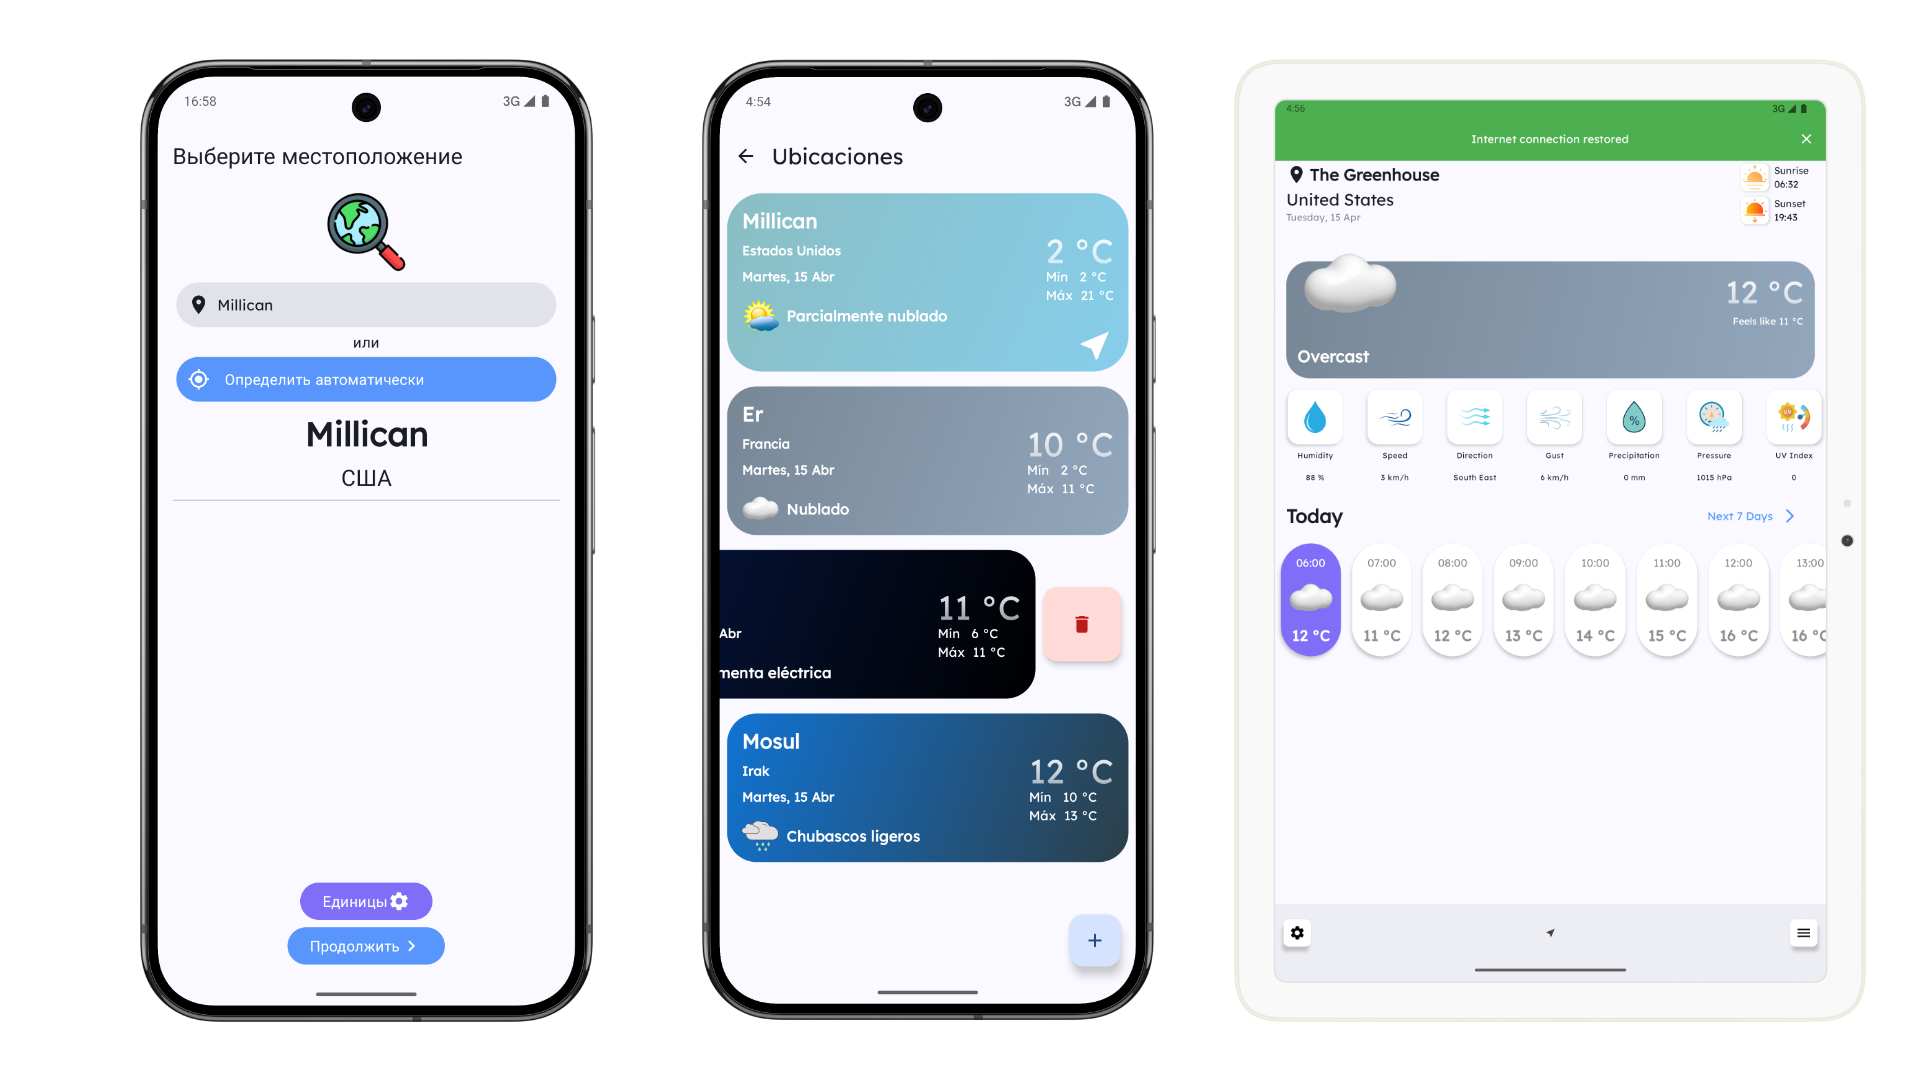 16:58
3G
Выберите местоположение
Millican
или
Определить автоматически
Millican
США
Единицы
Продолжить
4:54
3G
Ubicaciones
Millican
Estados Unidos
Martes, 15 Abr
Parcialmente nublado
2 °C
Mín 2 °C
Máx 21 °C
Er
Francia
Martes, 15 Abr
Nublado
10 °C
Mín 2 °C
Máx 11 °C
Abr
menta eléctrica
11 °C
Mín 6 °C
Máx 11 °C
Mosul
Irak
Martes, 15 Abr
Chubascos ligeros
12 °C
Mín 10 °C
Máx 13 °C
4:56
3G
Internet connection restored
The Greenhouse
United States
Tuesday, 15 Apr
Sunrise
06:32
Sunset
19:43
12 °C
Feels like 11 °C
Overcast
Humidity
88 %
Speed
3 km/h
Direction
South East
Gust
6 km/h
%
Precipitation
0 mm
Pressure
1015 hPa
UV
UV Index
0
Today
Next 7 Days
06:00
12 °C
07:00
11 °C
08:00
12 °C
09:00
13 °C
10:00
14 °C
11:00
15 °C
12:00
16 °C
13:00
16 °C